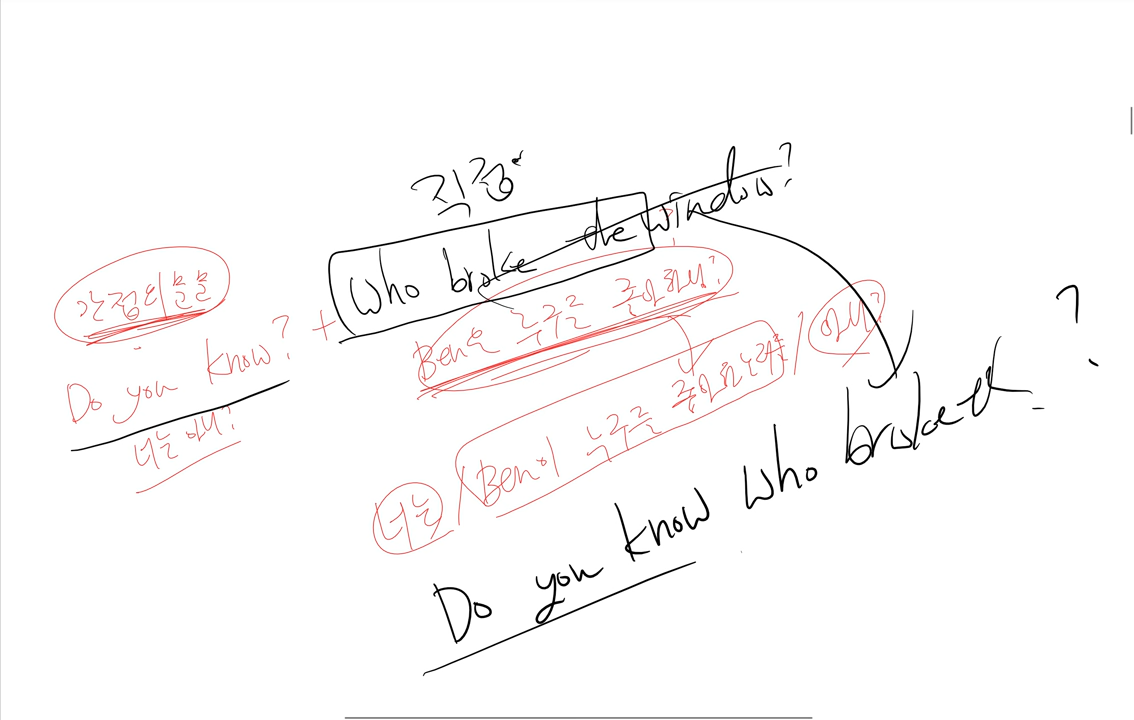 직접
Who broke the window?
간접의문문
Do you know? +
너는 아니?
Ben은 누구를 좋아하니?
너는 / Ben이 누구를 좋아하는지를 / 아니?
Do you know who broke ?